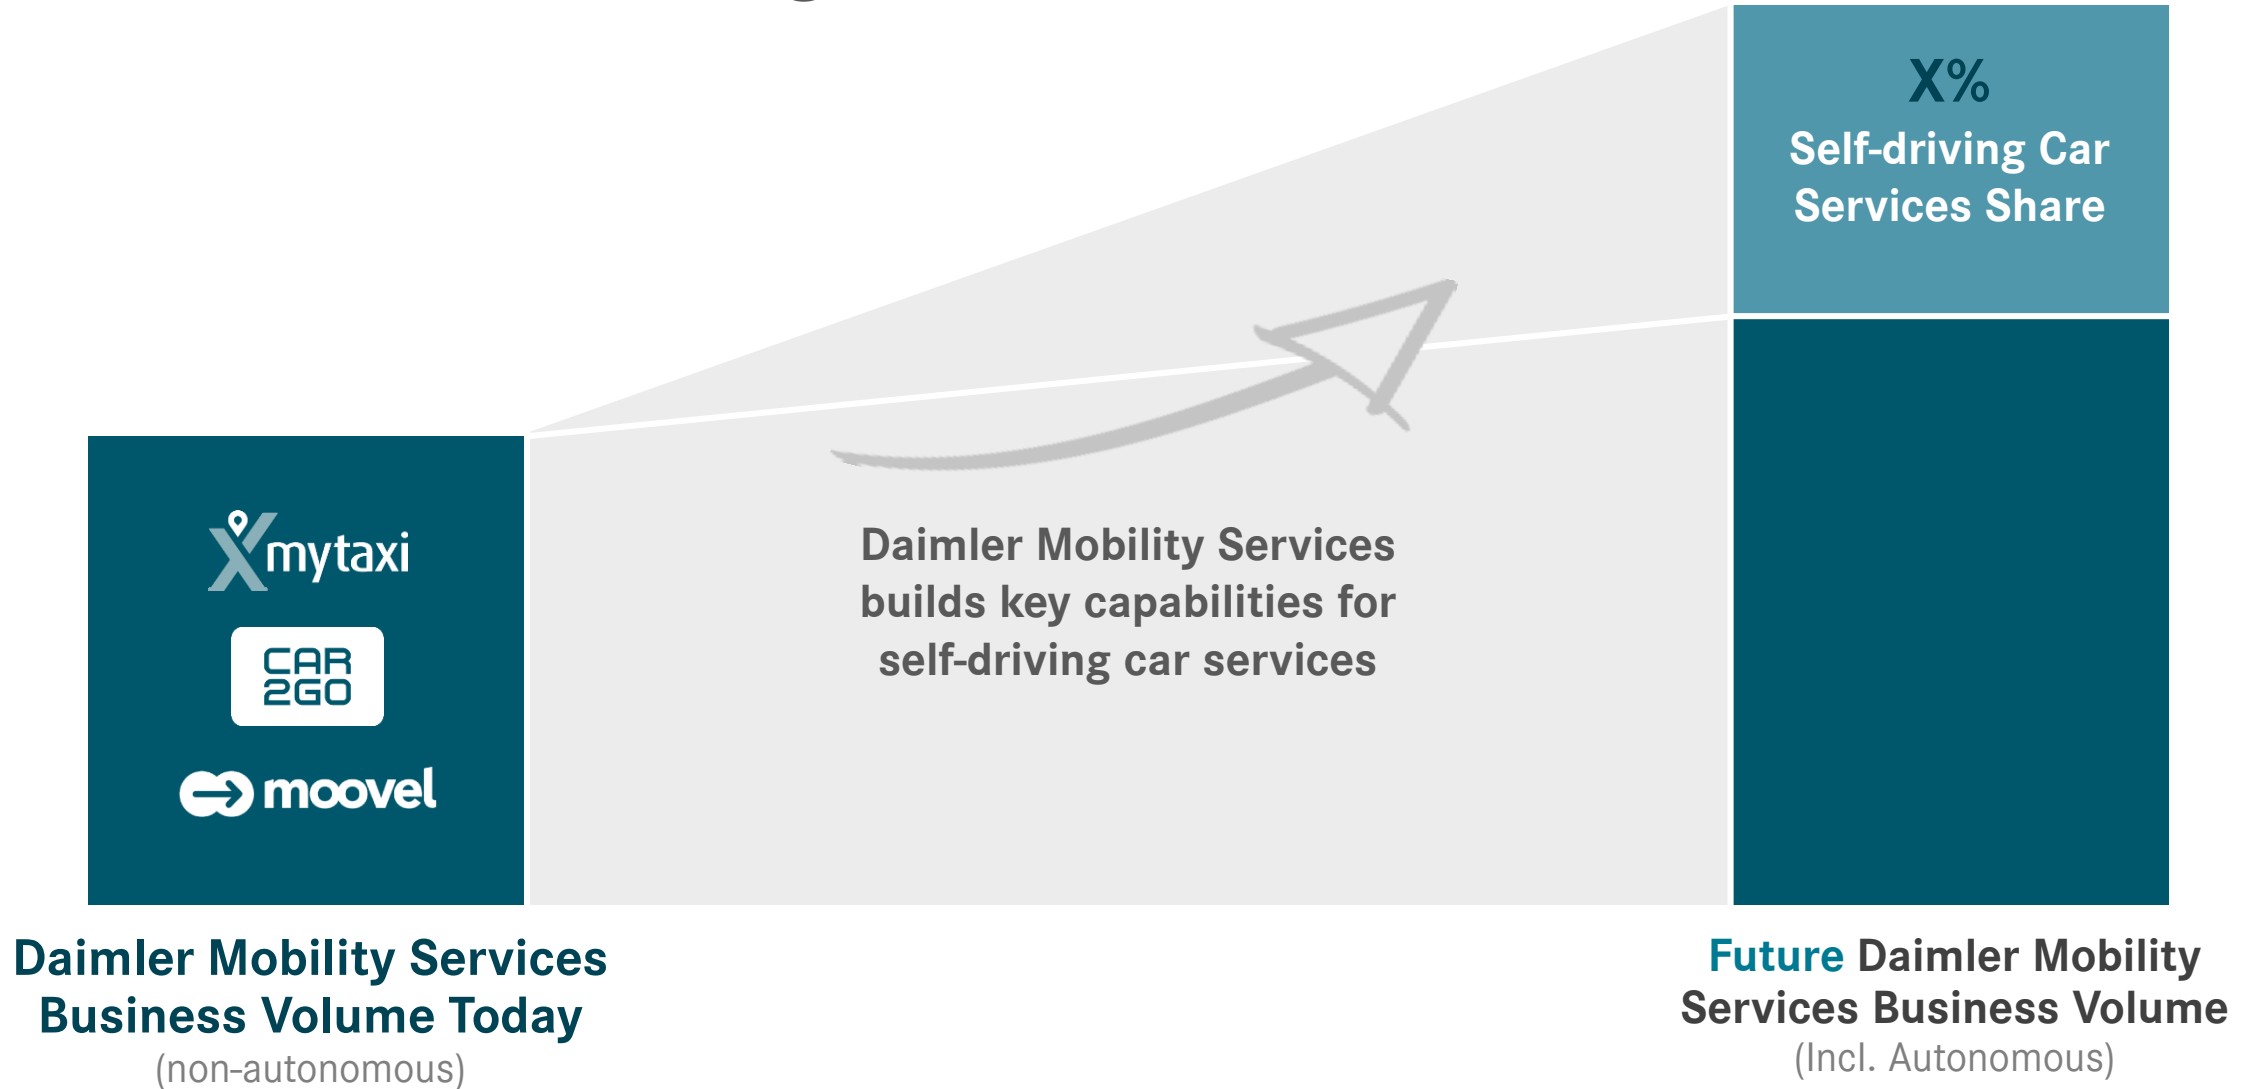 X%
Self-driving Car
Services Share
mytaxi
CAR
2GO
moovel
Daimler Mobility Services
builds key capabilities for
self-driving car services
Daimler Mobility Services
Business Volume Today
(non-autonomous)
Future Daimler Mobility
Services Business Volume
(Incl. Autonomous)